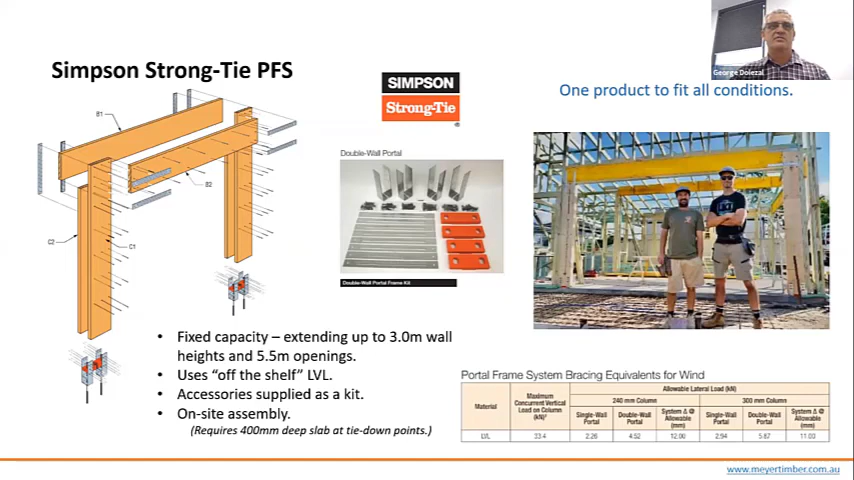 George Dolezal
Simpson Strong-Tie PFS
One product to fit all conditions.
SIMPSON
Strong-Tie
B1
B2
C2
C1
Double-Wall Portal
Double-Wall Portal Frame Kit
• Fixed capacity – extending up to 3.0m wall
heights and 5.5m openings.
• Uses "off the shelf" LVL.
• Accessories supplied as a kit.
• On-site assembly.
(Requires 400mm deep slab at tie-down points.)
Portal Frame System Bracing Equivalents for Wind
Material Maximum Concurrent Vertical Load on Column (kN)¹ Allowable Lateral Load (kN)
240 mm Column 300 mm Column
Single-Wall Portal Double-Wall Portal System Δ @ Allowable (mm) Single-Wall Portal Double-Wall Portal System Δ @ Allowable (mm)
LVL 33.4 2.26 4.52 12.00 2.94 5.87 11.03
www.meyertimber.com.au